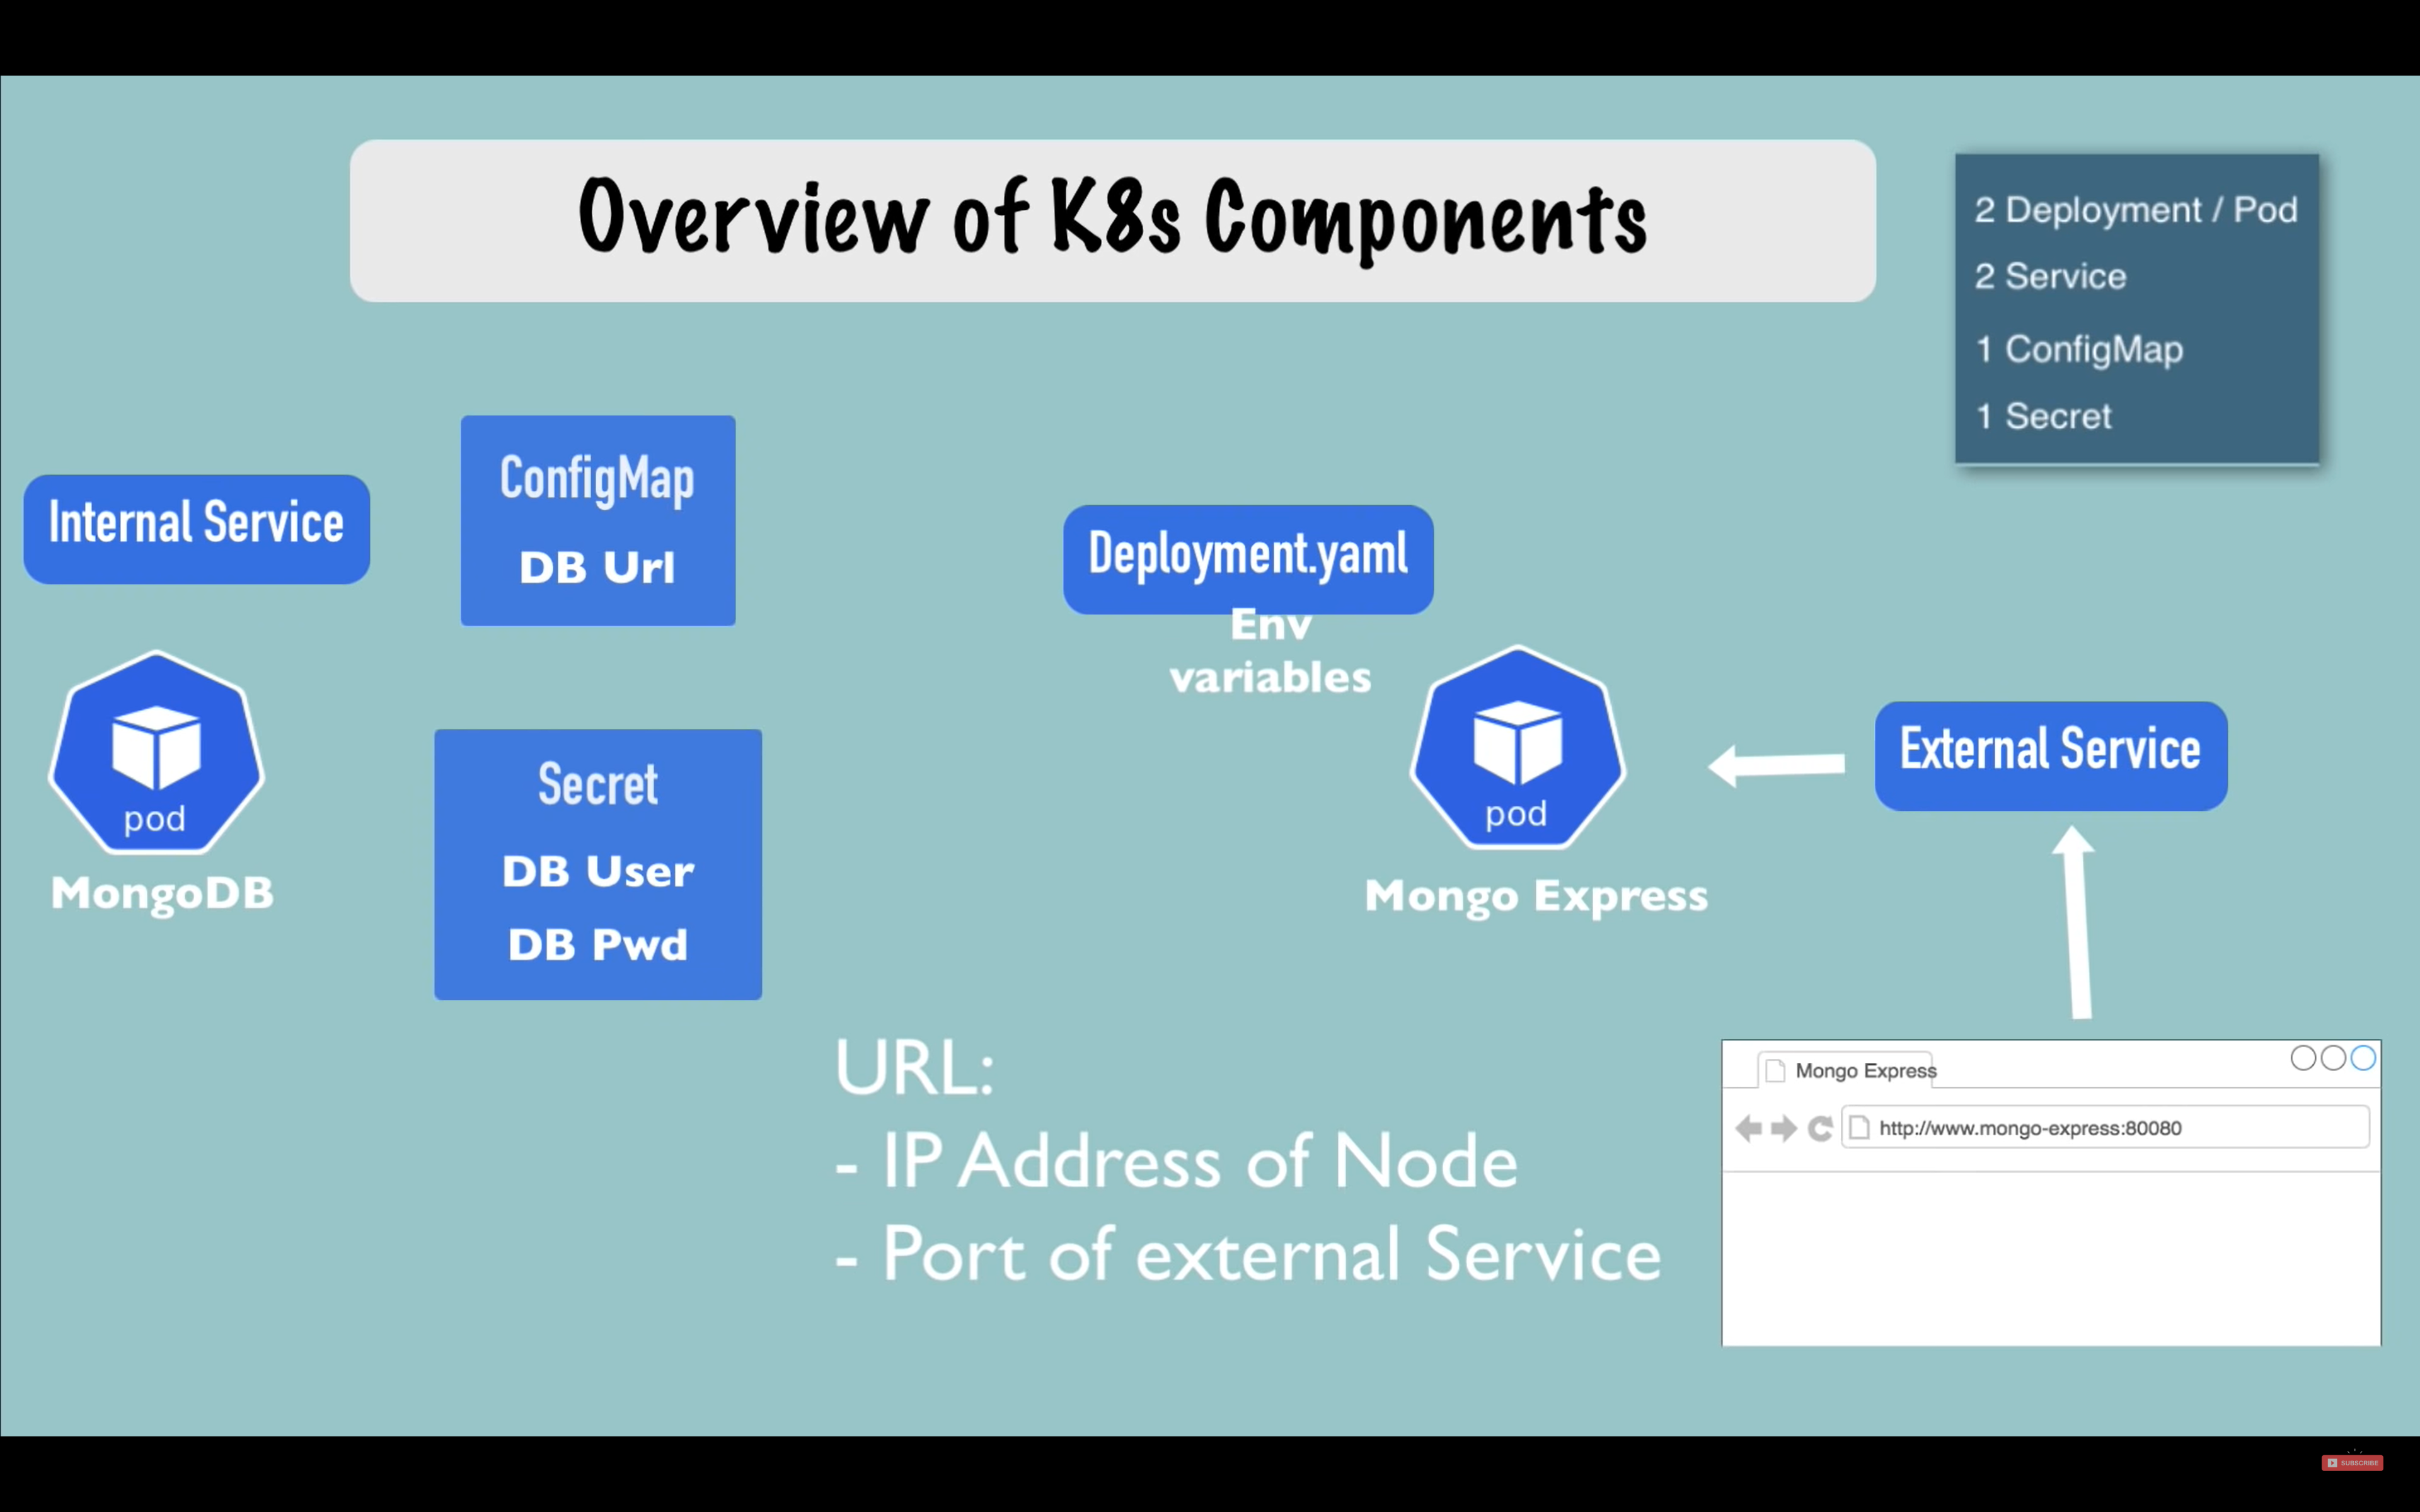 Overview of K8s Components
2 Deployment / Pod
2 Service
1 ConfigMap
1 Secret
Internal Service
ConfigMap
DB Url
Deployment.yaml
Env
variables
pod
MongoDB
Secret
DB User
DB Pwd
pod
Mongo Express
External Service
URL:
- IP Address of Node
- Port of external Service
Mongo Express
http://www.mongo-express:80080
SUBSCRIBE